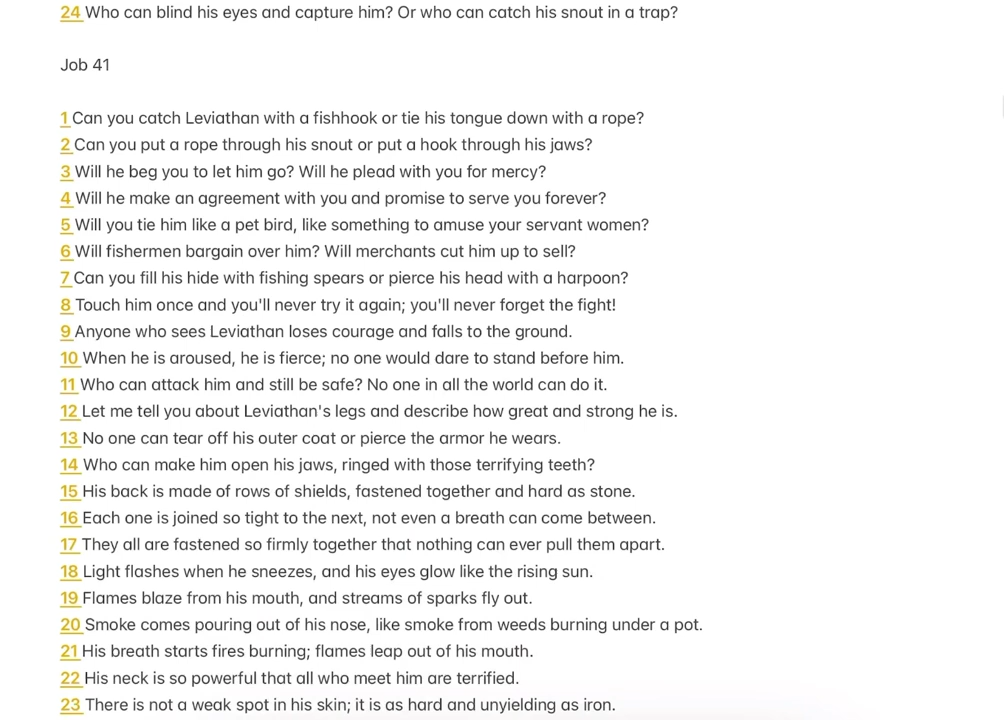 24 Who can blind his eyes and capture him? Or who can catch his snout in a trap?
Job 41
1 Can you catch Leviathan with a fishhook or tie his tongue down with a rope?
2 Can you put a rope through his snout or put a hook through his jaws?
3 Will he beg you to let him go? Will he plead with you for mercy?
4 Will he make an agreement with you and promise to serve you forever?
5 Will you tie him like a pet bird, like something to amuse your servant women?
6 Will fishermen bargain over him? Will merchants cut him up to sell?
7 Can you fill his hide with fishing spears or pierce his head with a harpoon?
8 Touch him once and you'll never try it again; you'll never forget the fight!
9 Anyone who sees Leviathan loses courage and falls to the ground.
10 When he is aroused, he is fierce; no one would dare to stand before him.
11 Who can attack him and still be safe? No one in all the world can do it.
12 Let me tell you about Leviathan's legs and describe how great and strong he is.
13 No one can tear off his outer coat or pierce the armor he wears.
14 Who can make him open his jaws, ringed with those terrifying teeth?
15 His back is made of rows of shields, fastened together and hard as stone.
16 Each one is joined so tight to the next, not even a breath can come between.
17 They all are fastened so firmly together that nothing can ever pull them apart.
18 Light flashes when he sneezes, and his eyes glow like the rising sun.
19 Flames blaze from his mouth, and streams of sparks fly out.
20 Smoke comes pouring out of his nose, like smoke from weeds burning under a pot.
21 His breath starts fires burning; flames leap out of his mouth.
22 His neck is so powerful that all who meet him are terrified.
23 There is not a weak spot in his skin; it is as hard and unyielding as iron.